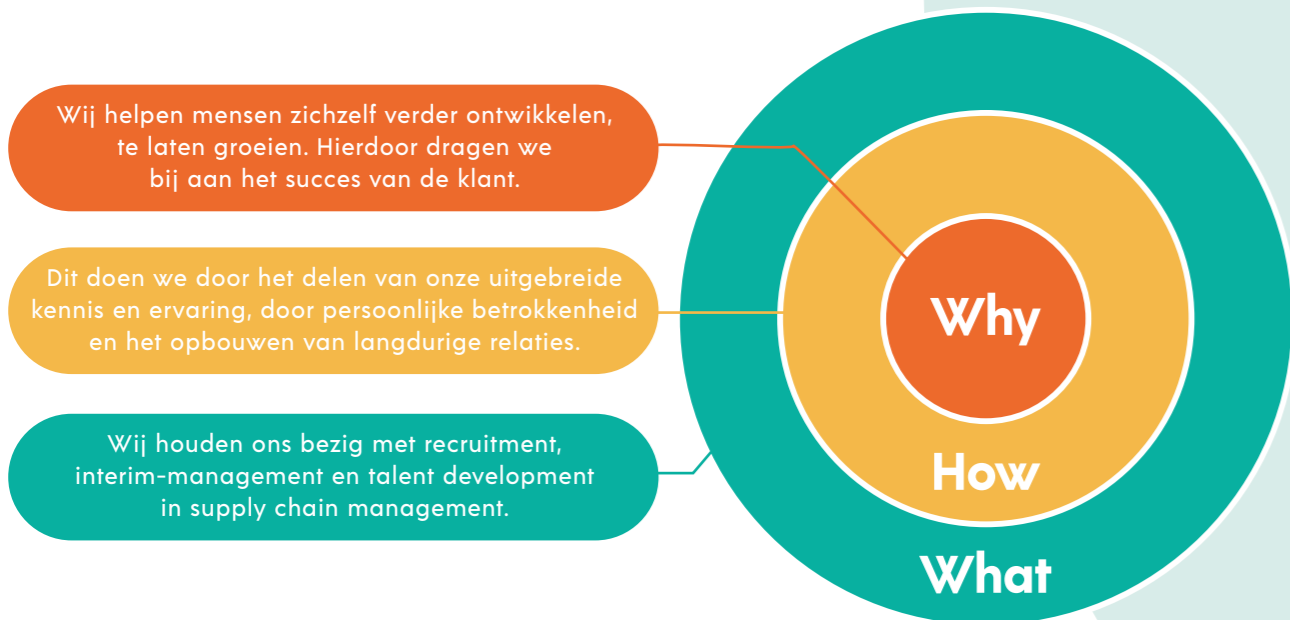 Wij helpen mensen zichzelf verder ontwikkelen,
te laten groeien. Hierdoor dragen we
bij aan het succes van de klant.
Dit doen we door het delen van onze uitgebreide
kennis en ervaring, door persoonlijke betrokkenheid
en het opbouwen van langdurige relaties.
Wij houden ons bezig met recruitment,
interim-management en talent development
in supply chain management.
Why
How
What